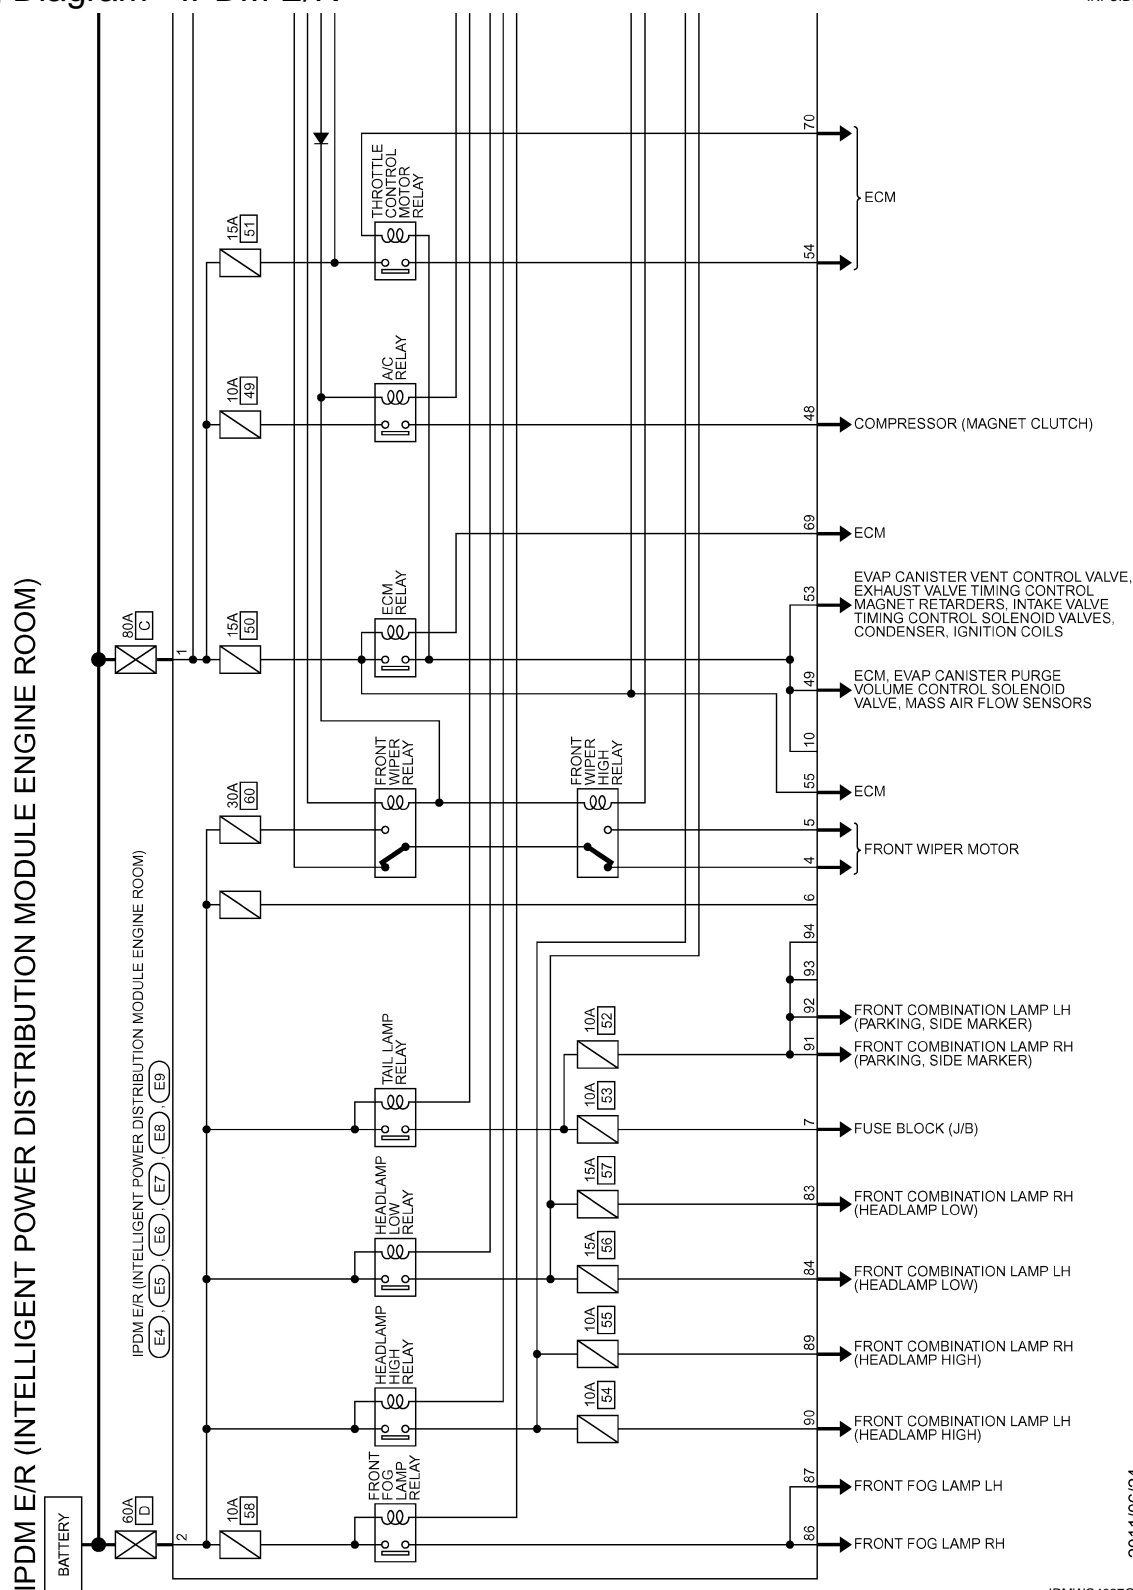 IPDM E/R (INTELLIGENT POWER DISTRIBUTION MODULE ENGINE ROOM)
BATTERY
60A
D
80A
C
2
1
IPDM E/R (INTELLIGENT POWER DISTRIBUTION MODULE ENGINE ROOM)
E4 , E5 , E6 , E7 , E8 , E9
15A
51
10A
49
15A
50
30A
60
10A
58
THROTTLE
CONTROL
MOTOR
RELAY
A/C
RELAY
ECM
RELAY
FRONT
WIPER
RELAY
FRONT
WIPER
HIGH
RELAY
TAIL LAMP
RELAY
HEADLAMP
LOW
RELAY
HEADLAMP
HIGH
RELAY
FRONT
FOG
LAMP
RELAY
10A
52
10A
53
15A
57
15A
56
10A
55
10A
54
70
54
ECM
48
COMPRESSOR (MAGNET CLUTCH)
69
ECM
53
EVAP CANISTER VENT CONTROL VALVE,
EXHAUST VALVE TIMING CONTROL
MAGNET RETARDERS, INTAKE VALVE
TIMING CONTROL SOLENOID VALVES,
CONDENSER, IGNITION COILS
49
ECM, EVAP CANISTER PURGE
VOLUME CONTROL SOLENOID
VALVE, MASS AIR FLOW SENSORS
10
55
ECM
5
4
FRONT WIPER MOTOR
6
94
93
92
FRONT COMBINATION LAMP LH
(PARKING, SIDE MARKER)
91
FRONT COMBINATION LAMP RH
(PARKING, SIDE MARKER)
7
FUSE BLOCK (J/B)
83
FRONT COMBINATION LAMP RH
(HEADLAMP LOW)
84
FRONT COMBINATION LAMP LH
(HEADLAMP LOW)
89
FRONT COMBINATION LAMP RH
(HEADLAMP HIGH)
90
FRONT COMBINATION LAMP LH
(HEADLAMP HIGH)
87
FRONT FOG LAMP LH
86
FRONT FOG LAMP RH